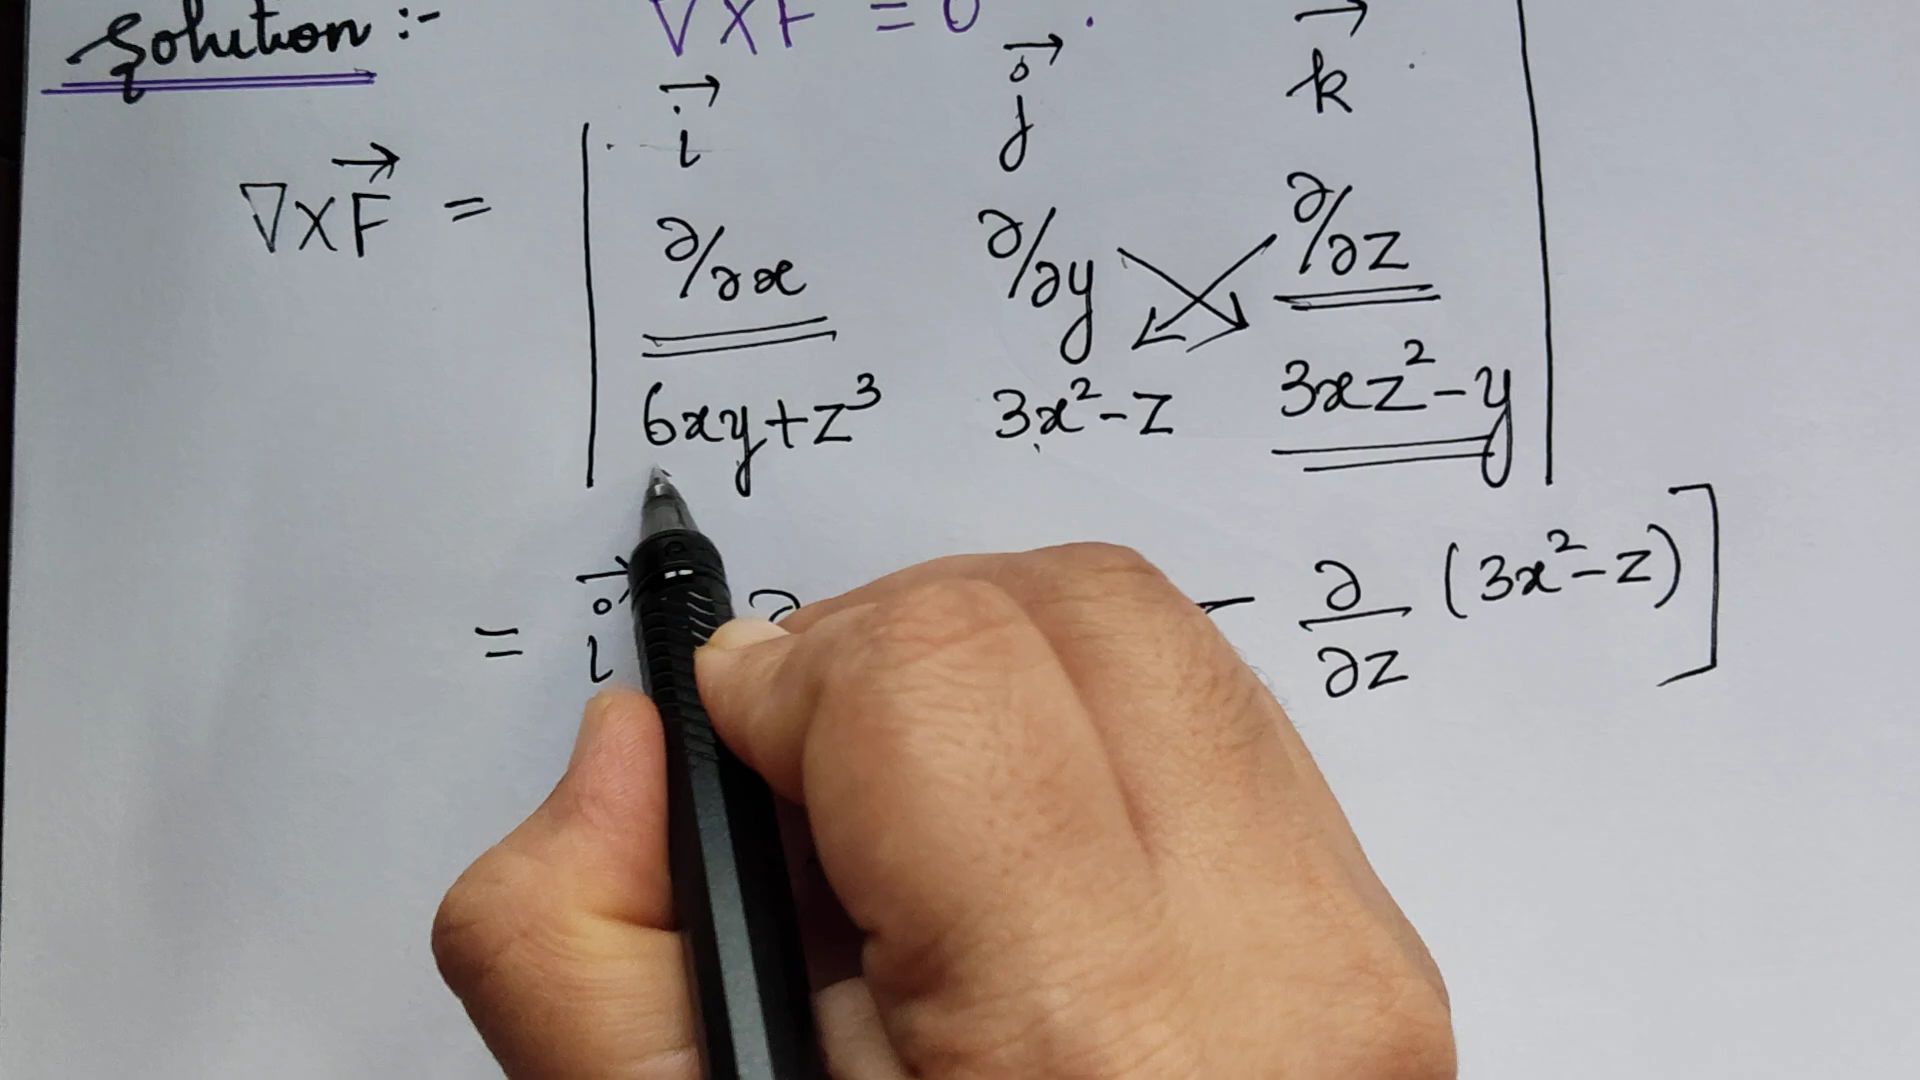 Solution :-
∇×F = 0
i→ j→ k→
∇×F→ =
∂/∂x ∂/∂y ∂/∂z
6xy+z³ 3x²-z 3xz²-y
= i→ ∂ - ∂/∂z (3x²-z) ]